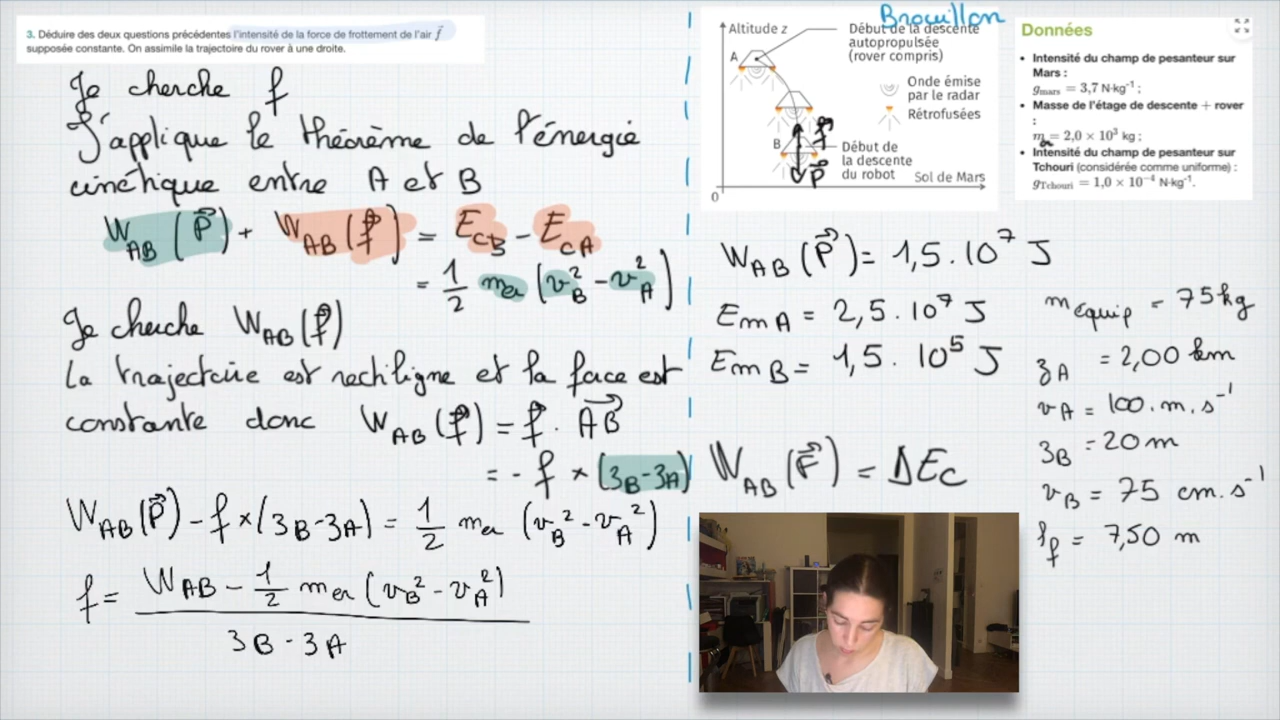 3. Déduire des deux questions précédentes l'intensité de la force de frottement de l'air f⃗
supposée constante. On assimile la trajectoire du rover à une droite.
Je cherche f
J'applique le théorème de l'énergie
cinétique entre A et B
W_AB (P⃗) + W_AB (f⃗) = E_cB - E_cA
= 1/2 m_er (v_B² - v_A²)
Je cherche W_AB (f⃗)
La trajectoire est rectiligne et la force est
constante donc W_AB (f⃗) = f⃗ · AB⃗
= - f × (z_B - z_A)
W_AB (P⃗) - f × (z_B - z_A) = 1/2 m_er (v_B² - v_A²)
f = (W_AB - 1/2 m_er (v_B² - v_A²)) / (z_B - z_A)
Brouillon
Altitude z
A
Début de la descente
autopropulsée
(rover compris)
Onde émise
par le radar
Rétrofusées
f⃗
B
P⃗
Début de
la descente
du robot
Sol de Mars
0
Données
• Intensité du champ de pesanteur sur
Mars :
g_mars = 3,7 N·kg⁻¹ ;
• Masse de l'étage de descente + rover
:
m_er = 2,0 × 10³ kg ;
• Intensité du champ de pesanteur sur
Tchouri (considérée comme uniforme) :
g_Tchouri = 1,0 × 10⁻⁴ N·kg⁻¹.
W_AB (P⃗) = 1,5 . 10⁷ J
E_mA = 2,5 . 10⁷ J
E_mB = 1,5 . 10⁵ J
W_AB (F⃗) = ΔE_C
m_équip = 75 kg
z_A = 2,00 km
v_A = 100 . m . s⁻¹
z_B = 20 m
v_B = 75 cm . s⁻¹
l_f = 7,50 m